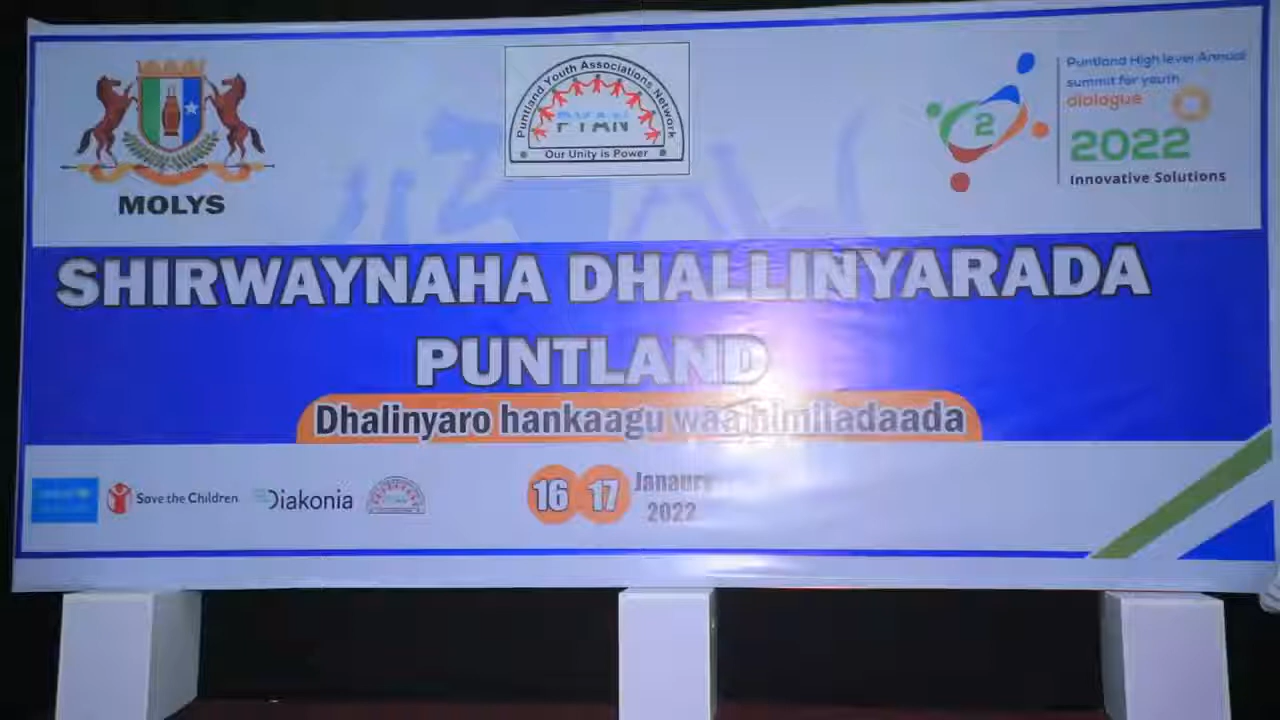 MOLYS
Puntland Youth Associations Network
PYAN
Our Unity is Power
2
Puntland High level Annual
summit for youth
dialogue
2022
Innovative Solutions
SHIRWAYNAHA DHALLINYARADA
PUNTLAND
Dhalinyaro hankaagu waa himiladaada
Save the Children
Diakonia
16 17 Janaury
2022